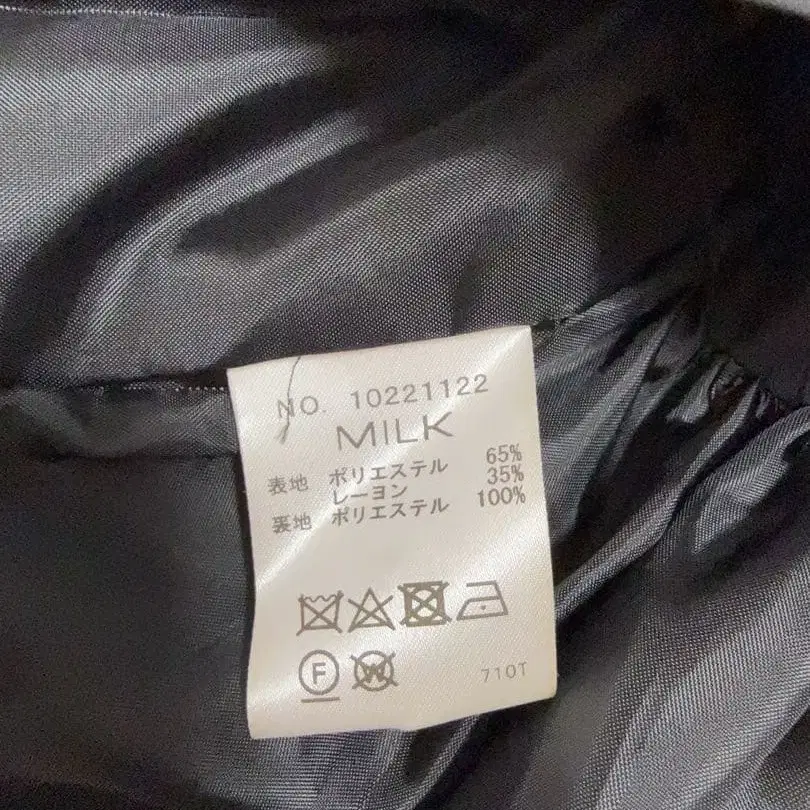 NO. 10221122
MILK
表地 ポリエステル 65%
レーヨン 35%
裏地 ポリエステル 100%
F W
710T